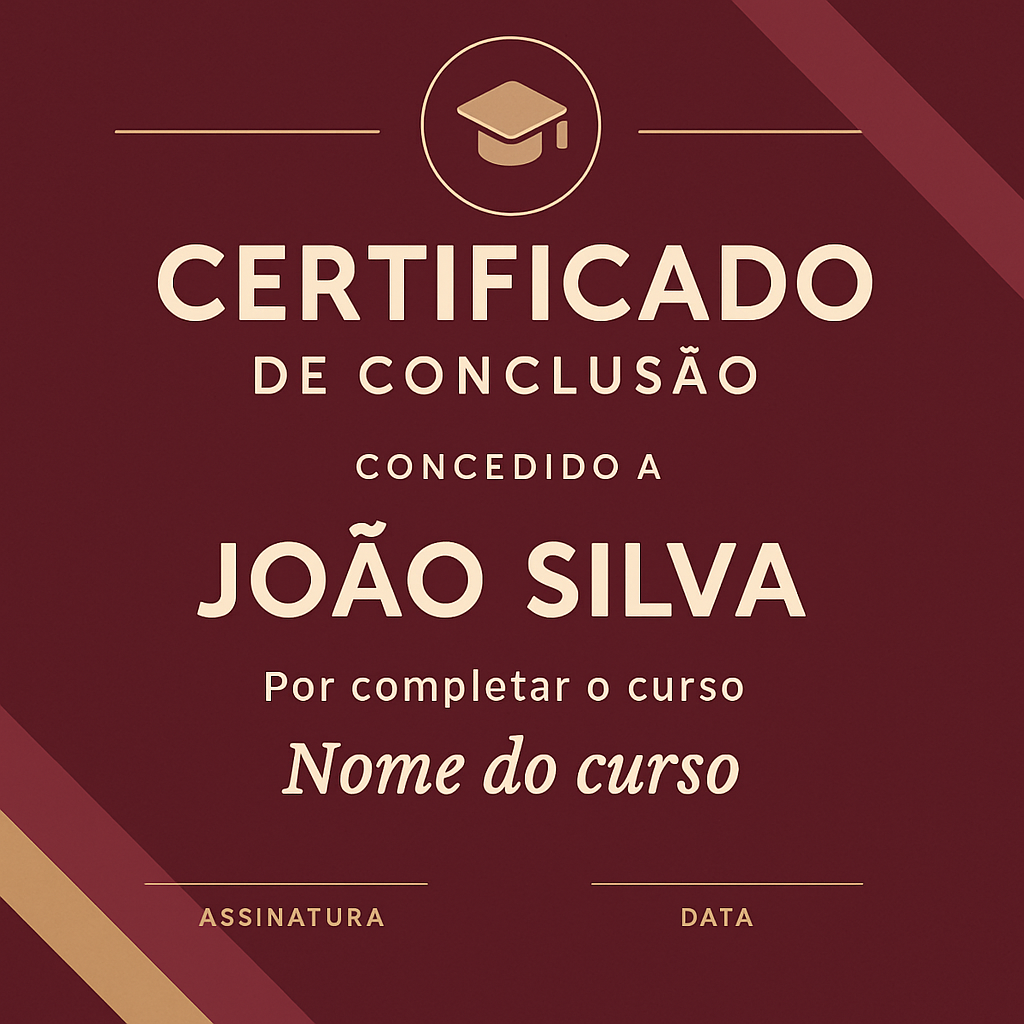 CERTIFICADO
DE CONCLUSÃO
CONCEDIDO A
JOÃO SILVA
Por completar o curso
Nome do curso
ASSINATURA
DATA